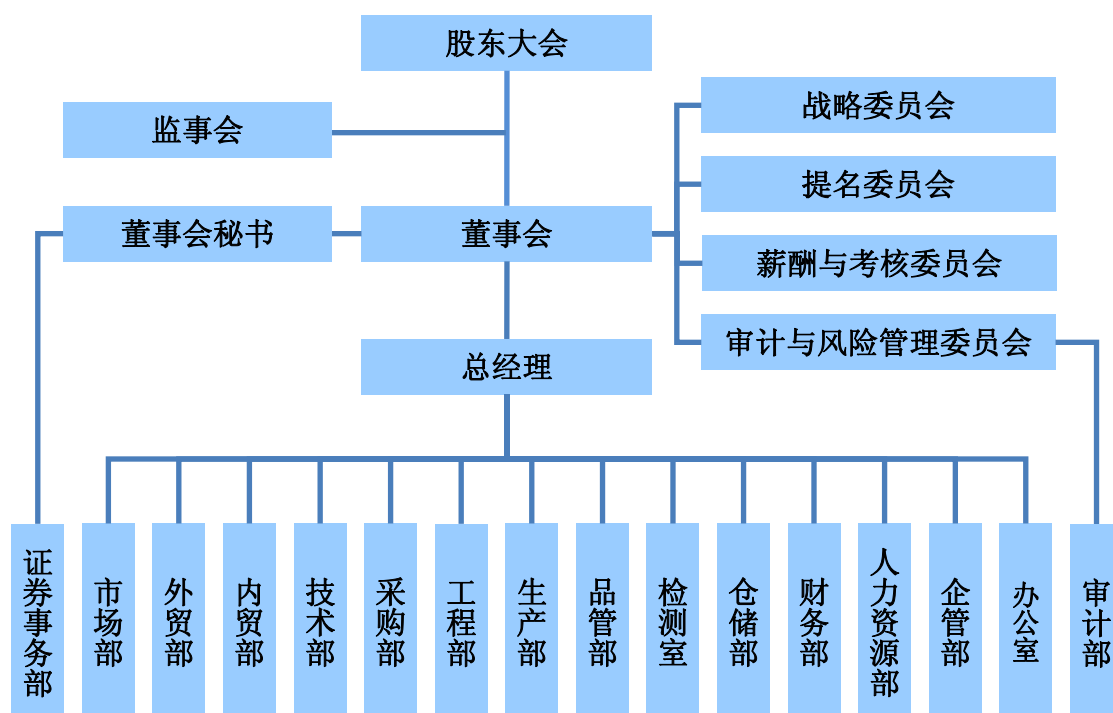 股东大会
监事会
战略委员会
提名委员会
董事会秘书
董事会
薪酬与考核委员会
审计与风险管理委员会
总经理
证券事务部
市场部
外贸部
内贸部
技术部
采购部
工程部
生产部
品管部
检测室
仓储部
财务部
人力资源部
企管部
办公室
审计部